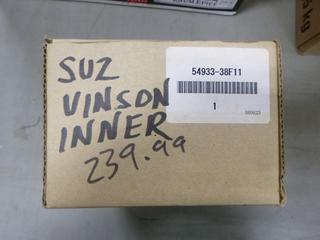 SUZ
VINSON
INNER
239.99
54933-38F11
1